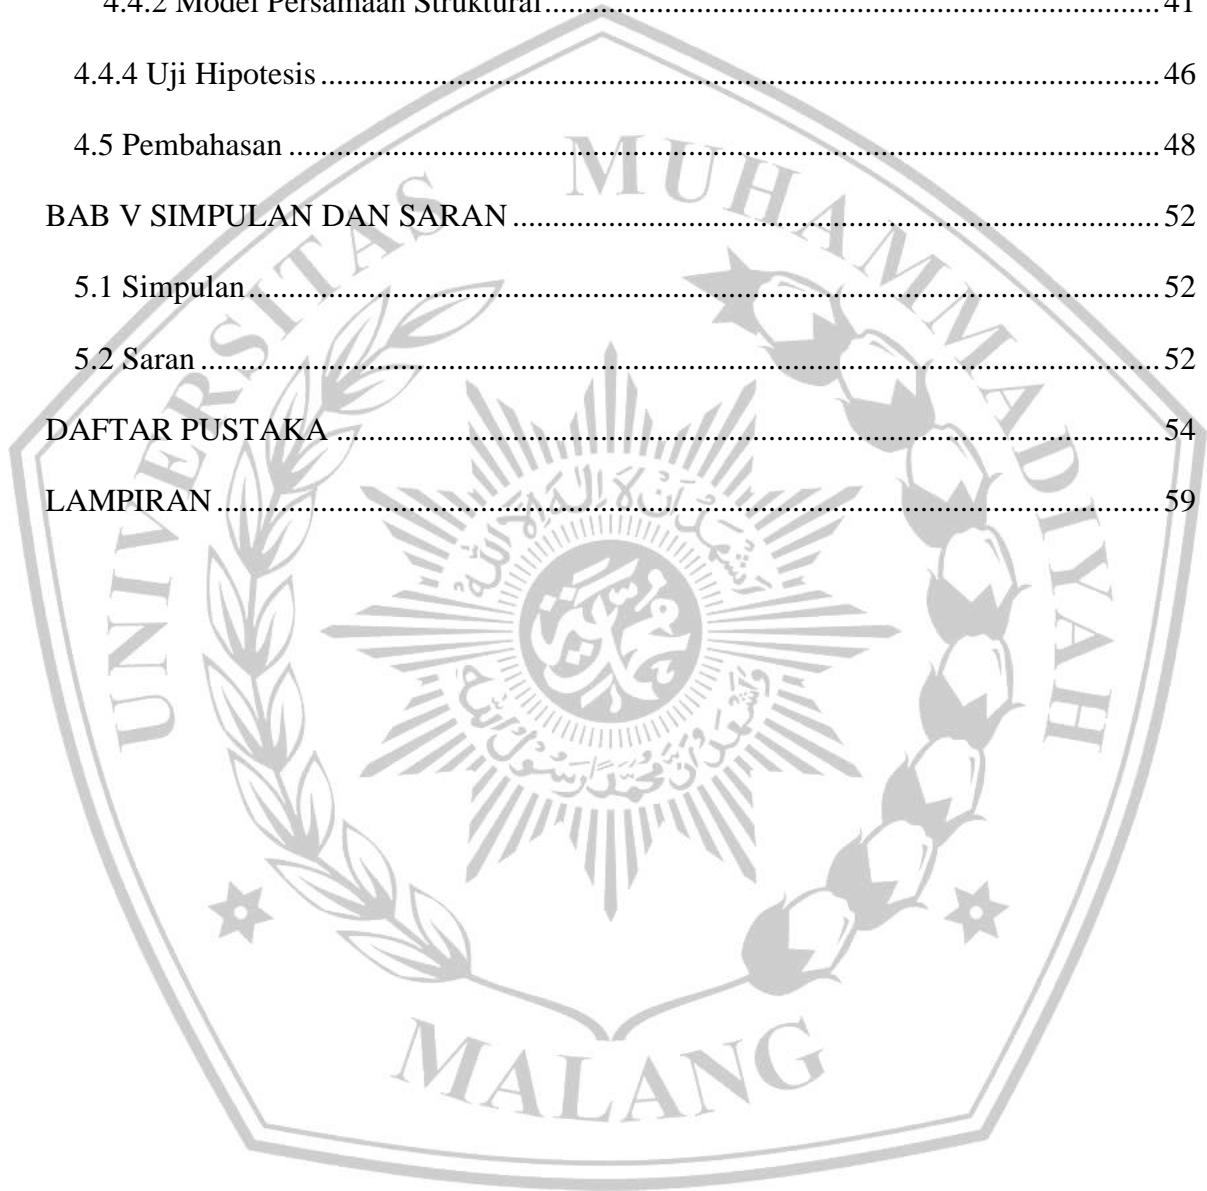 4.4.2 Model Persamaan Struktural........................................................................41
4.4.4 Uji Hipotesis........................................................................46
4.5 Pembahasan........................................................................48
BAB V SIMPULAN DAN SARAN........................................................................52
5.1 Simpulan........................................................................52
5.2 Saran........................................................................52
DAFTAR PUSTAKA........................................................................54
LAMPIRAN........................................................................59
UNIVERSITAS MUHAMMADIYAH
MALANG